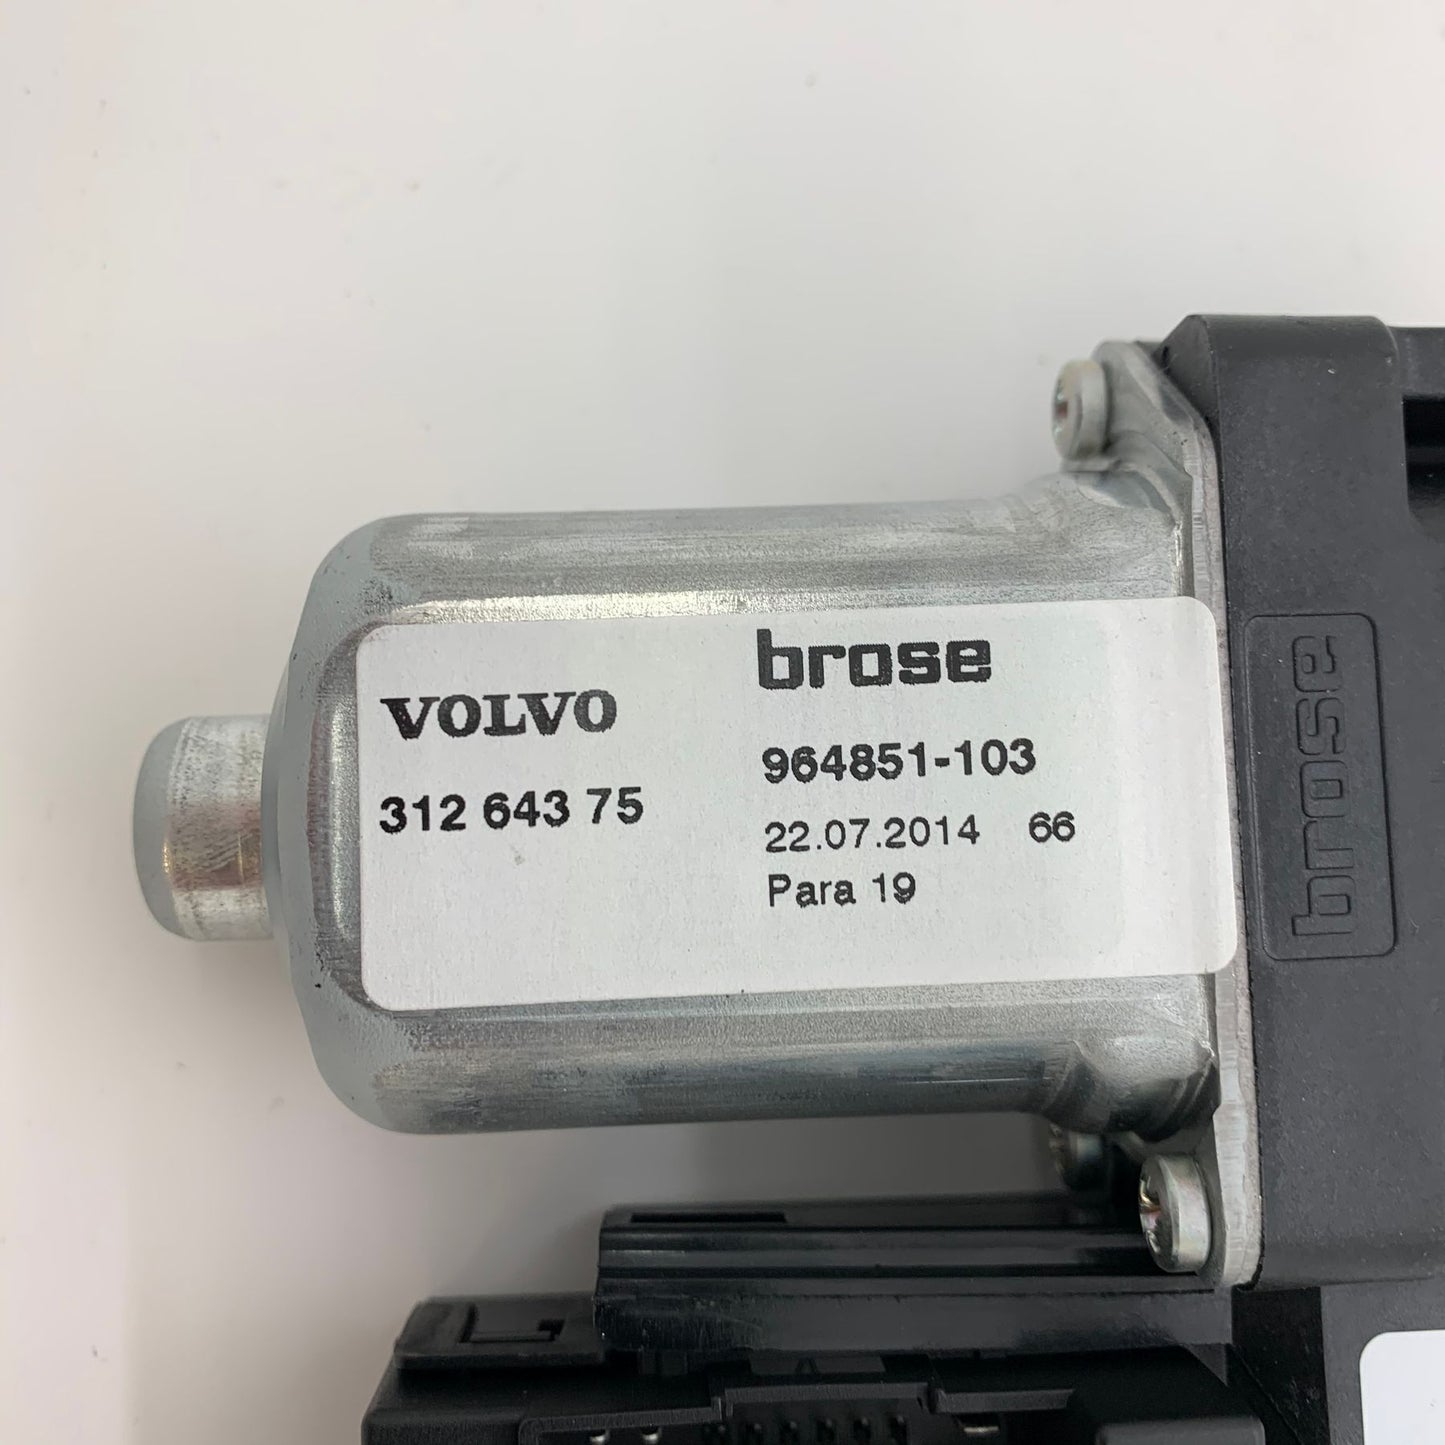 VOLVO
312 643 75
brose
964851-103
22.07.2014 66
Para 19
brose